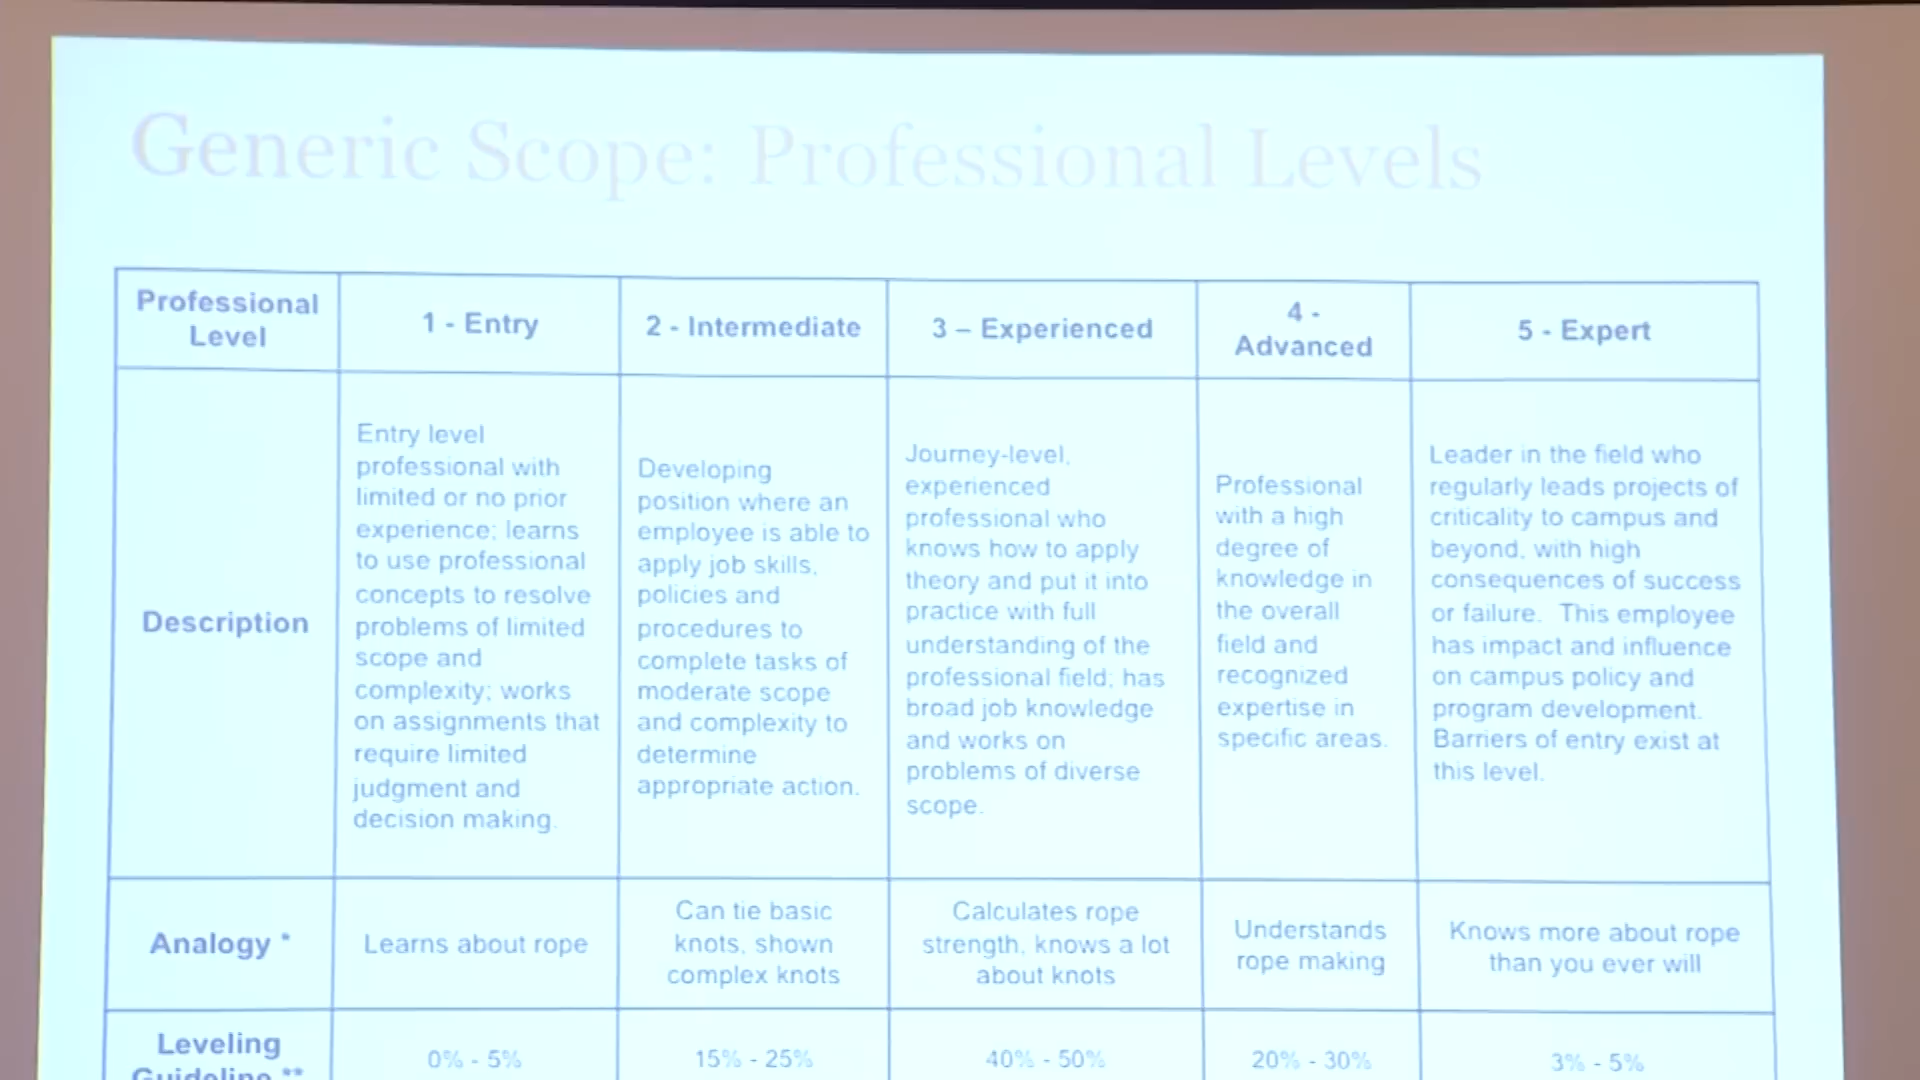 Generic Scope: Professional Levels
Professional
Level
1 - Entry
2 - Intermediate
3 – Experienced
4 -
Advanced
5 - Expert
Description
Entry level
professional with
limited or no prior
experience; learns
to use professional
concepts to resolve
problems of limited
scope and
complexity; works
on assignments that
require limited
judgment and
decision making.
Developing
position where an
employee is able to
apply job skills,
policies and
procedures to
complete tasks of
moderate scope
and complexity to
determine
appropriate action.
Journey-level,
experienced
professional who
knows how to apply
theory and put it into
practice with full
understanding of the
professional field; has
broad job knowledge
and works on
problems of diverse
scope.
Professional
with a high
degree of
knowledge in
the overall
field and
recognized
expertise in
specific areas.
Leader in the field who
regularly leads projects of
criticality to campus and
beyond, with high
consequences of success
or failure. This employee
has impact and influence
on campus policy and
program development.
Barriers of entry exist at
this level.
Analogy *
Learns about rope
Can tie basic
knots, shown
complex knots
Calculates rope
strength, knows a lot
about knots
Understands
rope making
Knows more about rope
than you ever will
Leveling
Guideline **
0% - 5%
15% - 25%
40% - 50%
20% - 30%
3% - 5%